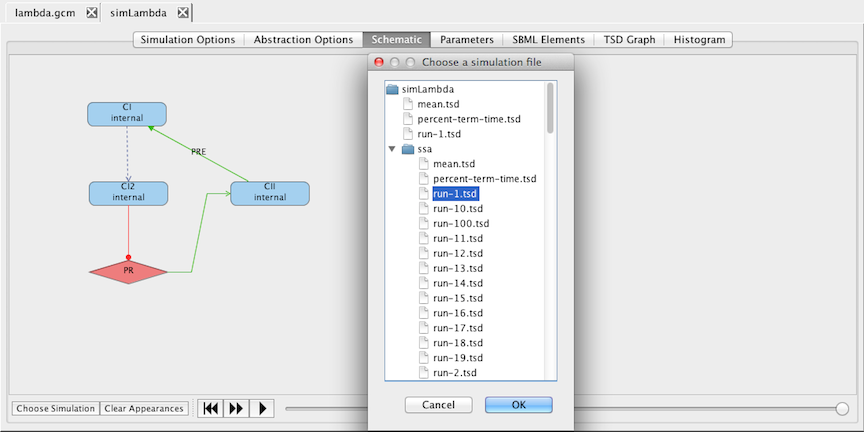 lambda.gcm
simLambda
Simulation Options
Abstraction Options
Schematic
Parameters
SBML Elements
TSD Graph
Histogram
CI
internal
PRE
CI2
internal
CII
internal
PR
Choose a simulation file
simLambda
mean.tsd
percent-term-time.tsd
run-1.tsd
ssa
mean.tsd
percent-term-time.tsd
run-1.tsd
run-10.tsd
run-100.tsd
run-11.tsd
run-12.tsd
run-13.tsd
run-14.tsd
run-15.tsd
run-16.tsd
run-17.tsd
run-18.tsd
run-19.tsd
run-2.tsd
Cancel
OK
Choose Simulation
Clear Appearances